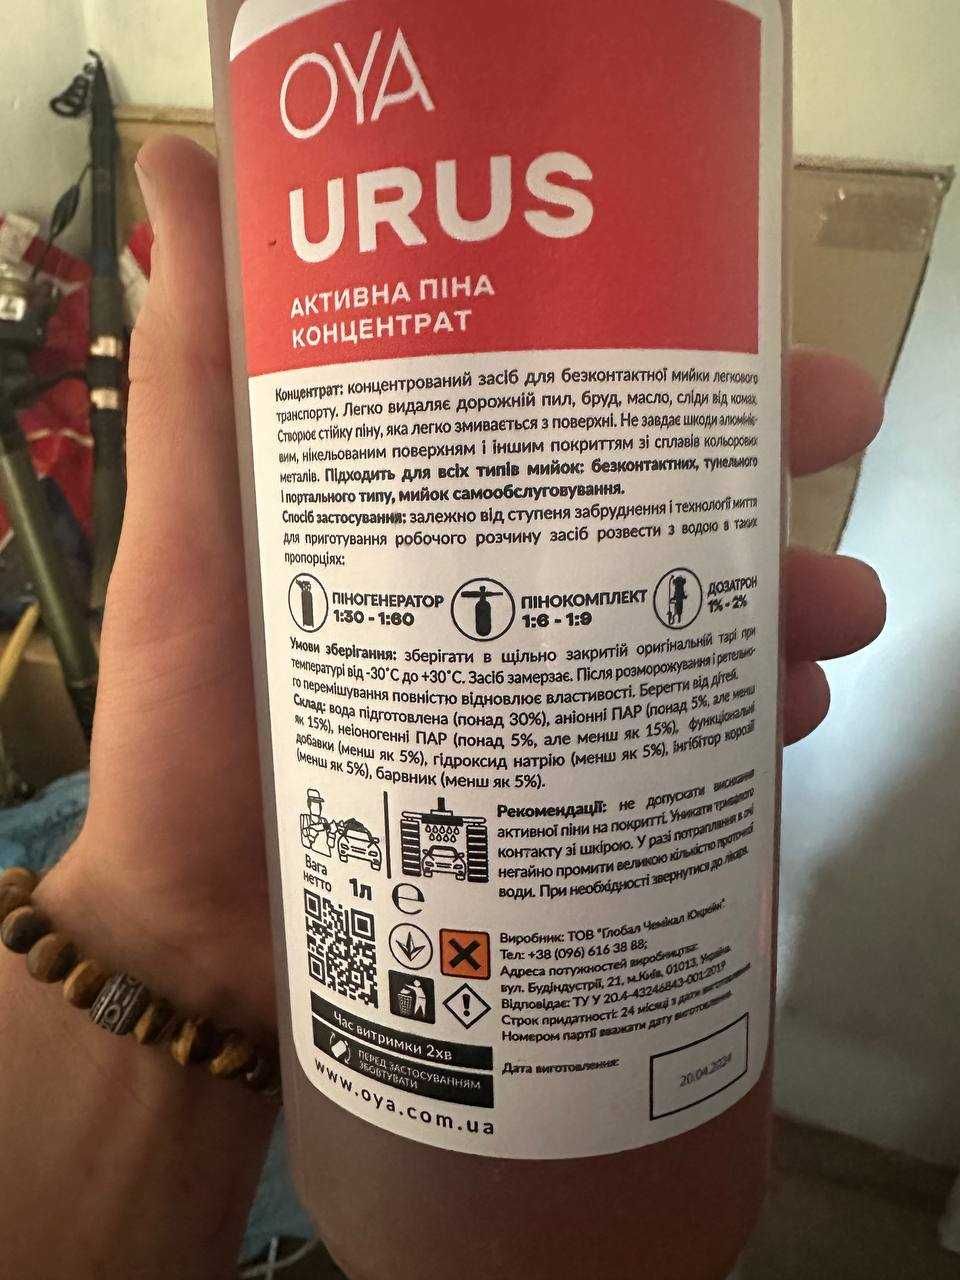 OYA
URUS
АКТИВНА ПІНА
КОНЦЕНТРАТ
Концентрат: концентрований засіб для безконтактної мийки легкового
транспорту. Легко видаляє дорожній пил, бруд, масло, сліди від комах.
Створює стійку піну, яка легко змивається з поверхні. Не завдає шкоди алюмініє-
вим, нікельованим поверхням і іншим покриттям зі сплавів кольорових
металів. Підходить для всіх типів мийок: безконтактних, тунельного
і портального типу, мийок самообслуговування.
Спосіб застосування: залежно від ступеня забруднення і технології миття
для приготування робочого розчину засіб розвести з водою в таких
пропорціях:
ПІНОГЕНЕРАТОР
1:30 - 1:60
ПІНОКОМПЛЕКТ
1:6 - 1:9
ДОЗАТРОН
1% - 2%
Умови зберігання: зберігати в щільно закритій оригінальній тарі при
температурі від -30°С до +30°С. Засіб замерзає. Після розморожування і ретельно-
го перемішування повністю відновлює властивості. Берегти від дітей.
Склад: вода підготовлена (понад 30%), аніонні ПАР (понад 5%, але менш
як 15%), неіоногенні ПАР (понад 5%, але менш як 15%), функціональні
добавки (менш як 5%), гідроксид натрію (менш як 5%), інгібітор корозії
(менш як 5%), барвник (менш як 5%).
Рекомендації: не допускати висихання
активної піни на покритті. Уникати тривалого
контакту зі шкірою. У разі потрапляння в очі
негайно промити великою кількістю проточної
води. При необхідності звернутися до лікаря.
Вага
нетто 1л e
Виробник: ТОВ "Глобал Чемікал Юкрейн"
Тел: +38 (096) 616 38 88;
Адреса потужностей виробництва:
вул. Будіндустрії, 21, м.Київ, 01013, Україна.
Відповідає: ТУ У 20.4-43246843-001:2019
Строк придатності: 24 місяці з дати виготовлення
Номером партії вважати дату виготовлення.
Час витримки 2хв
ПЕРЕД ЗАСТОСУВАННЯМ
ЗБОВТУВАТИ
www.oya.com.ua
Дата виготовлення:
20.04.2024